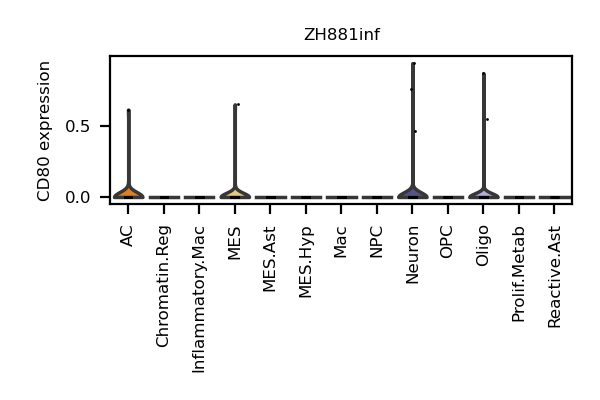 ZH881inf
CD80 expression
0.5
0.0
AC
Chromatin.Reg
Inflammatory.Mac
MES
MES.Ast
MES.Hyp
Mac
NPC
Neuron
OPC
Oligo
Prolif.Metab
Reactive.Ast